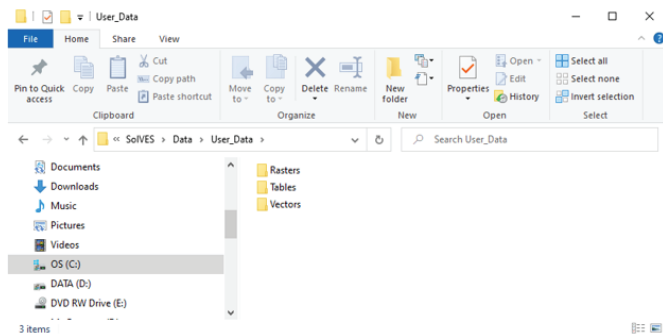 User_Data
File Home Share View
Pin to Quick access
Copy
Paste
Cut
Copy path
Paste shortcut
Clipboard
Move to
Copy to
Delete
Rename
Organize
New folder
New
Properties
Open
Edit
History
Open
Select all
Select none
Invert selection
Select
« SolVES > Data > User_Data >
Search User_Data
Documents
Downloads
Music
Pictures
Videos
OS (C:)
DATA (D:)
DVD RW Drive (E:)
Rasters
Tables
Vectors
3 items